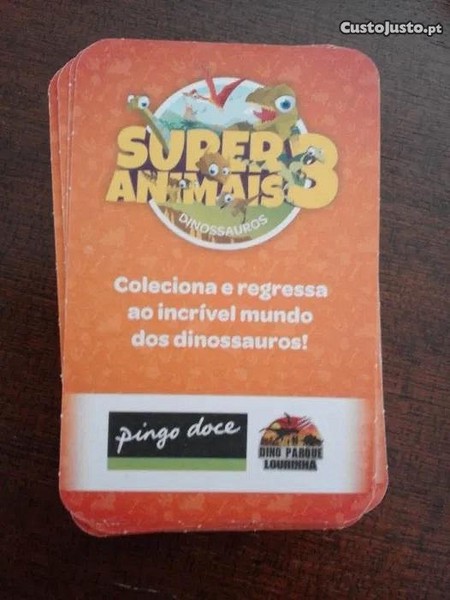 CustoJusto.pt
SUPER
ANIMAIS 3
DINOSSAUROS
Coleciona e regressa
ao incrível mundo
dos dinossauros!
pingo doce
DINO PARQUE
LOURINHÃ